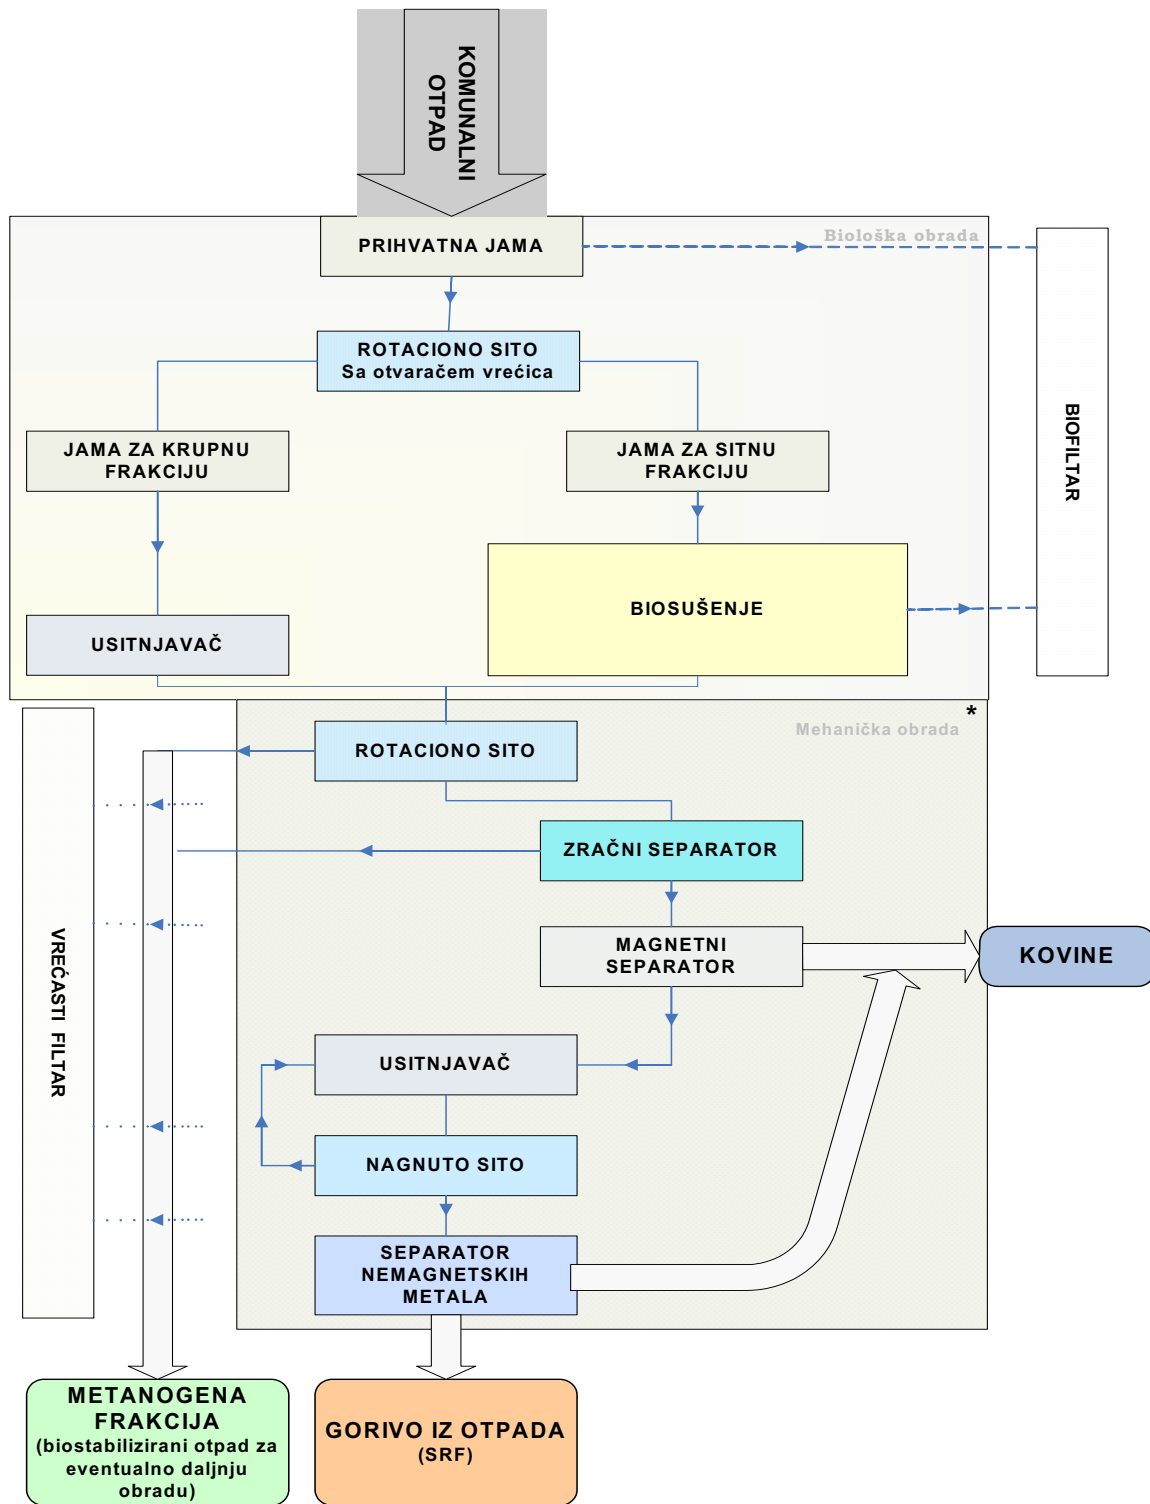 KOMUNALNI
OTPAD
PRIHVATNA JAMA
Biološka obrada
ROTACIONO SITO
Sa otvaračem vrećica
JAMA ZA KRUPNU
FRAKCIJU
JAMA ZA SITNU
FRAKCIJU
BIOFILTAR
BIOSUŠENJE
USITNJAVAČ
*
Mehanička obrada
ROTACIONO SITO
ZRAČNI SEPARATOR
MAGNETNI
SEPARATOR
KOVINE
VREĆASTI FILTAR
USITNJAVAČ
NAGNUTO SITO
SEPARATOR
NEMAGNETSKIH
METALA
METANOGENA
FRAKCIJA
(biostabilizirani otpad za
eventualno daljnju
obradu)
GORIVO IZ OTPADA
(SRF)